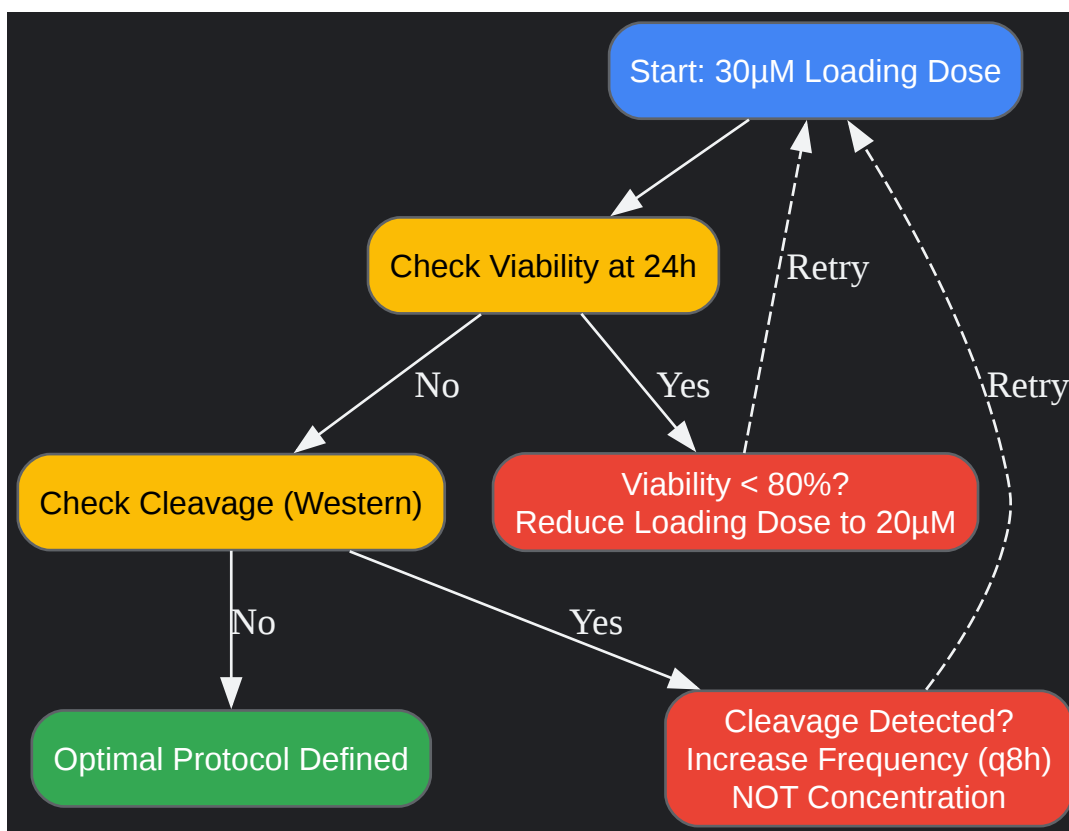 Start: 30µM Loading Dose
Check Viability at 24h
Retry
No
Yes
Retry
Check Cleavage (Western)
Viability < 80%?
Reduce Loading Dose to 20µM
No
Yes
Optimal Protocol Defined
Cleavage Detected?
Increase Frequency (q8h)
NOT Concentration